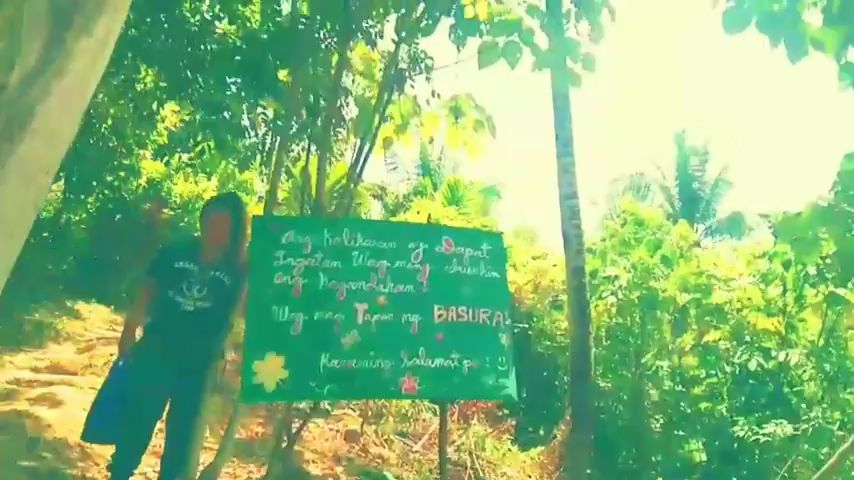 Ang Kalikasan ay Dapat
Ingatan Wag mong sirain
ang Kagandahan!
Wag mag Tapon ng BASURA
Maraming Salamat po